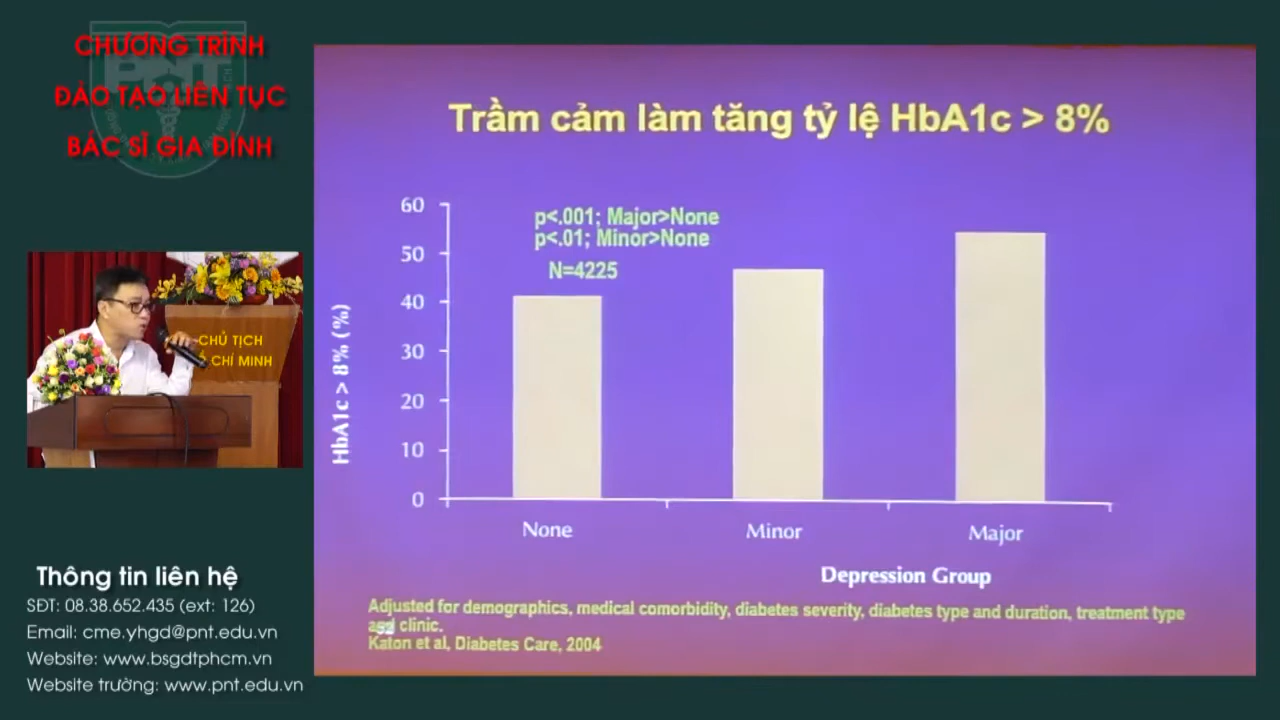 CHƯƠNG TRÌNH
ĐÀO TẠO LIÊN TỤC
BÁC SĨ GIA ĐÌNH
PNT
CHỦ TỊCH
CHÍ MINH
Thông tin liên hệ
SĐT: 08.38.652.435 (ext: 126)
Email: cme.yhgd@pnt.edu.vn
Website: www.bsgdtphcm.vn
Website trường: www.pnt.edu.vn
Trầm cảm làm tăng tỷ lệ HbA1c > 8%
p<.001; Major>None
p<.01; Minor>None
N=4225
HbA1c > 8% (%)
60
50
40
30
20
10
0
None Minor Major
Depression Group
Adjusted for demographics, medical comorbidity, diabetes severity, diabetes type and duration, treatment type
and clinic.
Katon et al, Diabetes Care, 2004